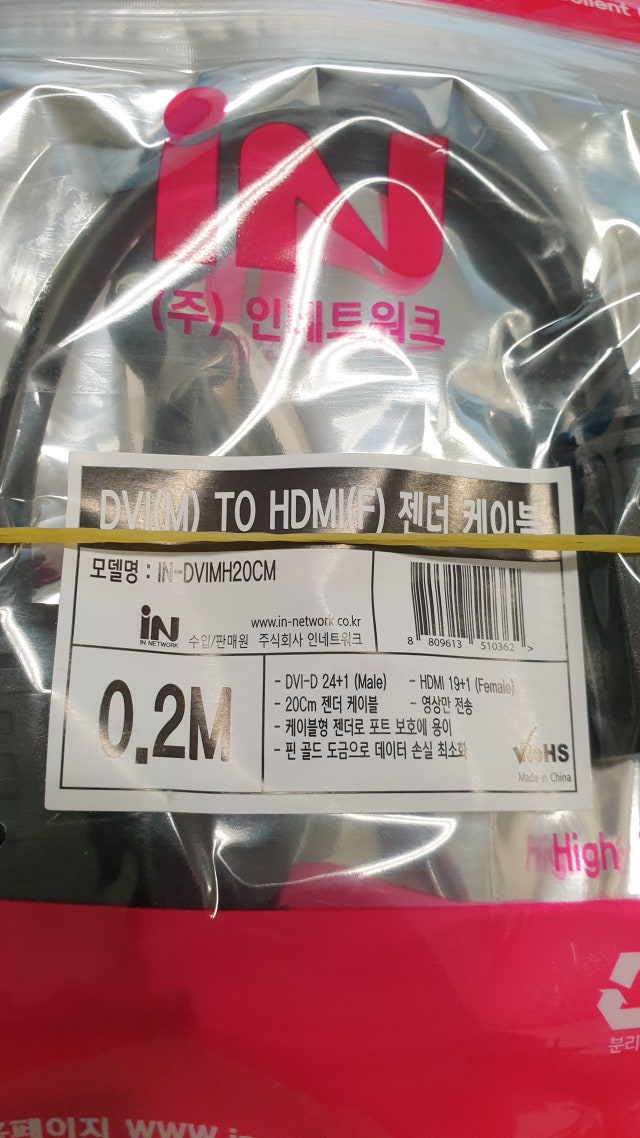 iN
(주) 인네트워크
DVI(M) TO HDMI(F) 젠더 케이블
모델명 : IN-DVIMH20CM
iN
IN NETWORK
www.in-network.co.kr
수입/판매원 주식회사 인네트워크
8 809613 510362 >
0.2M
- DVI-D 24+1 (Male) - HDMI 19+1 (Female)
- 20Cm 젠더 케이블 - 영상만 전송
- 케이블형 젠더로 포트 보호에 용이
- 핀 골드 도금으로 데이터 손실 최소화
RoHS
Made in China
High
분리
페이지 www.in